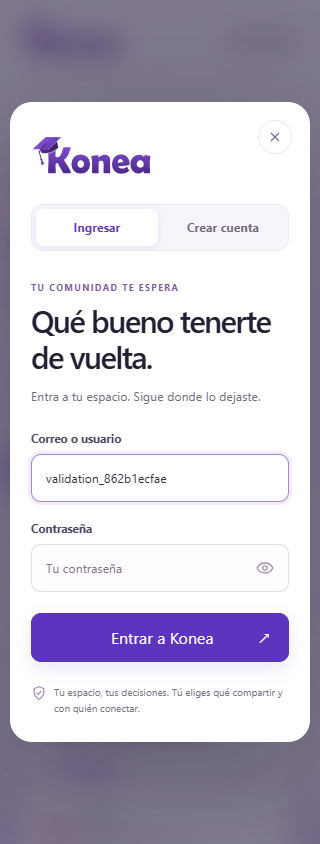 Konea
Ingresar
Crear cuenta
TU COMUNIDAD TE ESPERA
Qué bueno tenerte
de vuelta.
Entra a tu espacio. Sigue donde lo dejaste.
Correo o usuario
validation_862b1ecfae
Contraseña
Tu contraseña
Entrar a Konea ↗
Tu espacio, tus decisiones. Tú eliges qué compartir y
con quién conectar.